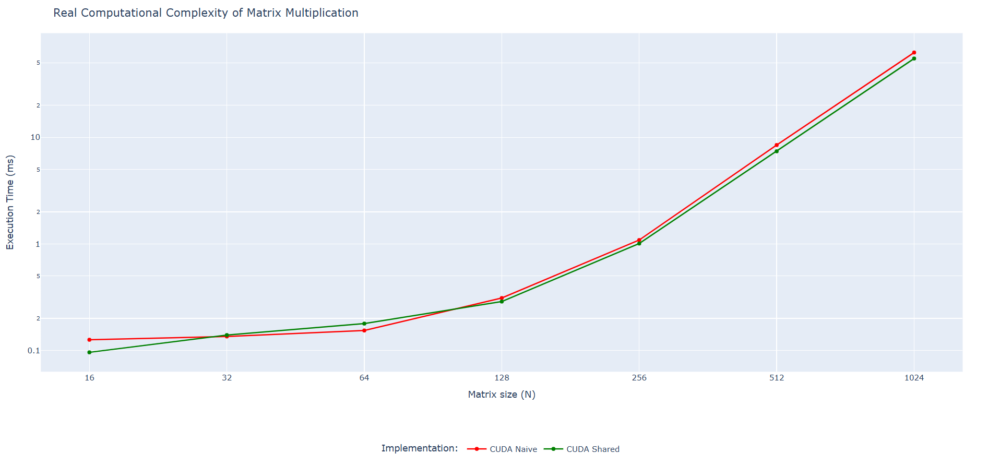 Real Computational Complexity of Matrix Multiplication
Execution Time (ms)
5
2
10
5
2
1
5
2
0.1
16 32 64 128 256 512 1024
Matrix size (N)
Implementation: CUDA Naive CUDA Shared